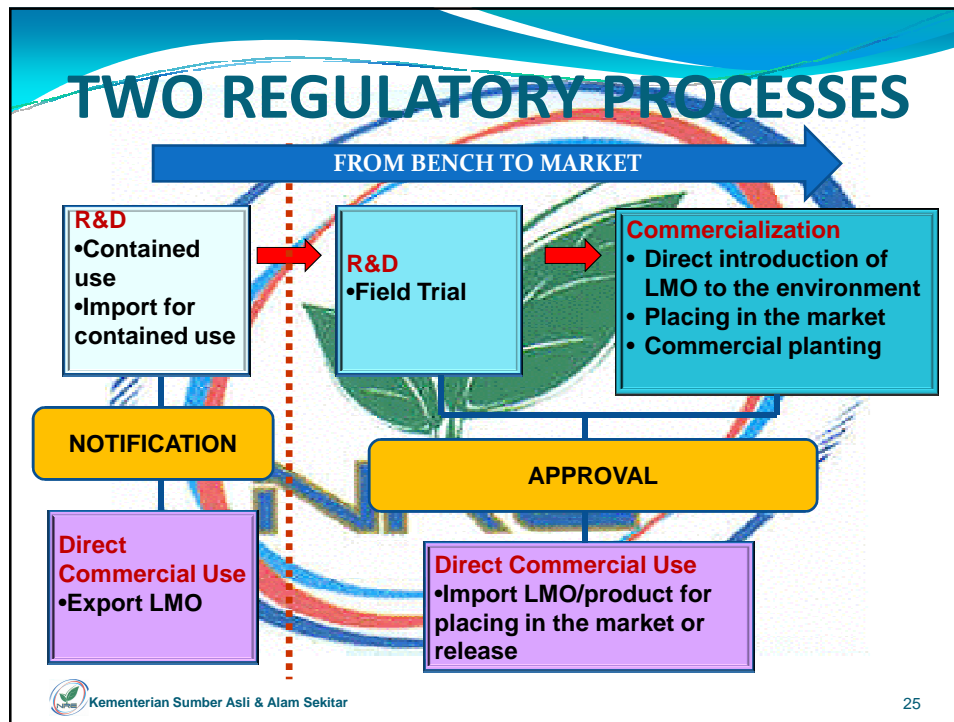 TWO REGULATORY PROCESSES
FROM BENCH TO MARKET
R&D
•Contained
use
•Import for
contained use
R&D
•Field Trial
Commercialization
• Direct introduction of
LMO to the environment
• Placing in the market
• Commercial planting
NOTIFICATION
APPROVAL
NRE
Direct
Commercial Use
•Export LMO
Direct Commercial Use
•Import LMO/product for
placing in the market or
release
NRE
Kementerian Sumber Asli & Alam Sekitar
25